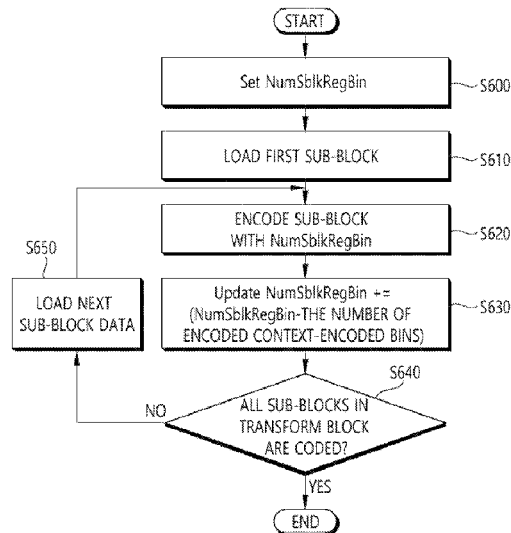 START
Set NumSblkRegBin
S600
LOAD FIRST SUB-BLOCK
S610
ENCODE SUB-BLOCK
WITH NumSblkRegBin
S620
S650
LOAD NEXT
SUB-BLOCK DATA
Update NumSblkRegBin +=
(NumSblkRegBin-THE NUMBER OF
ENCODED CONTEXT-ENCODED BINS)
S630
S640
ALL SUB-BLOCKS IN
TRANSFORM BLOCK
ARE CODED?
NO
YES
END